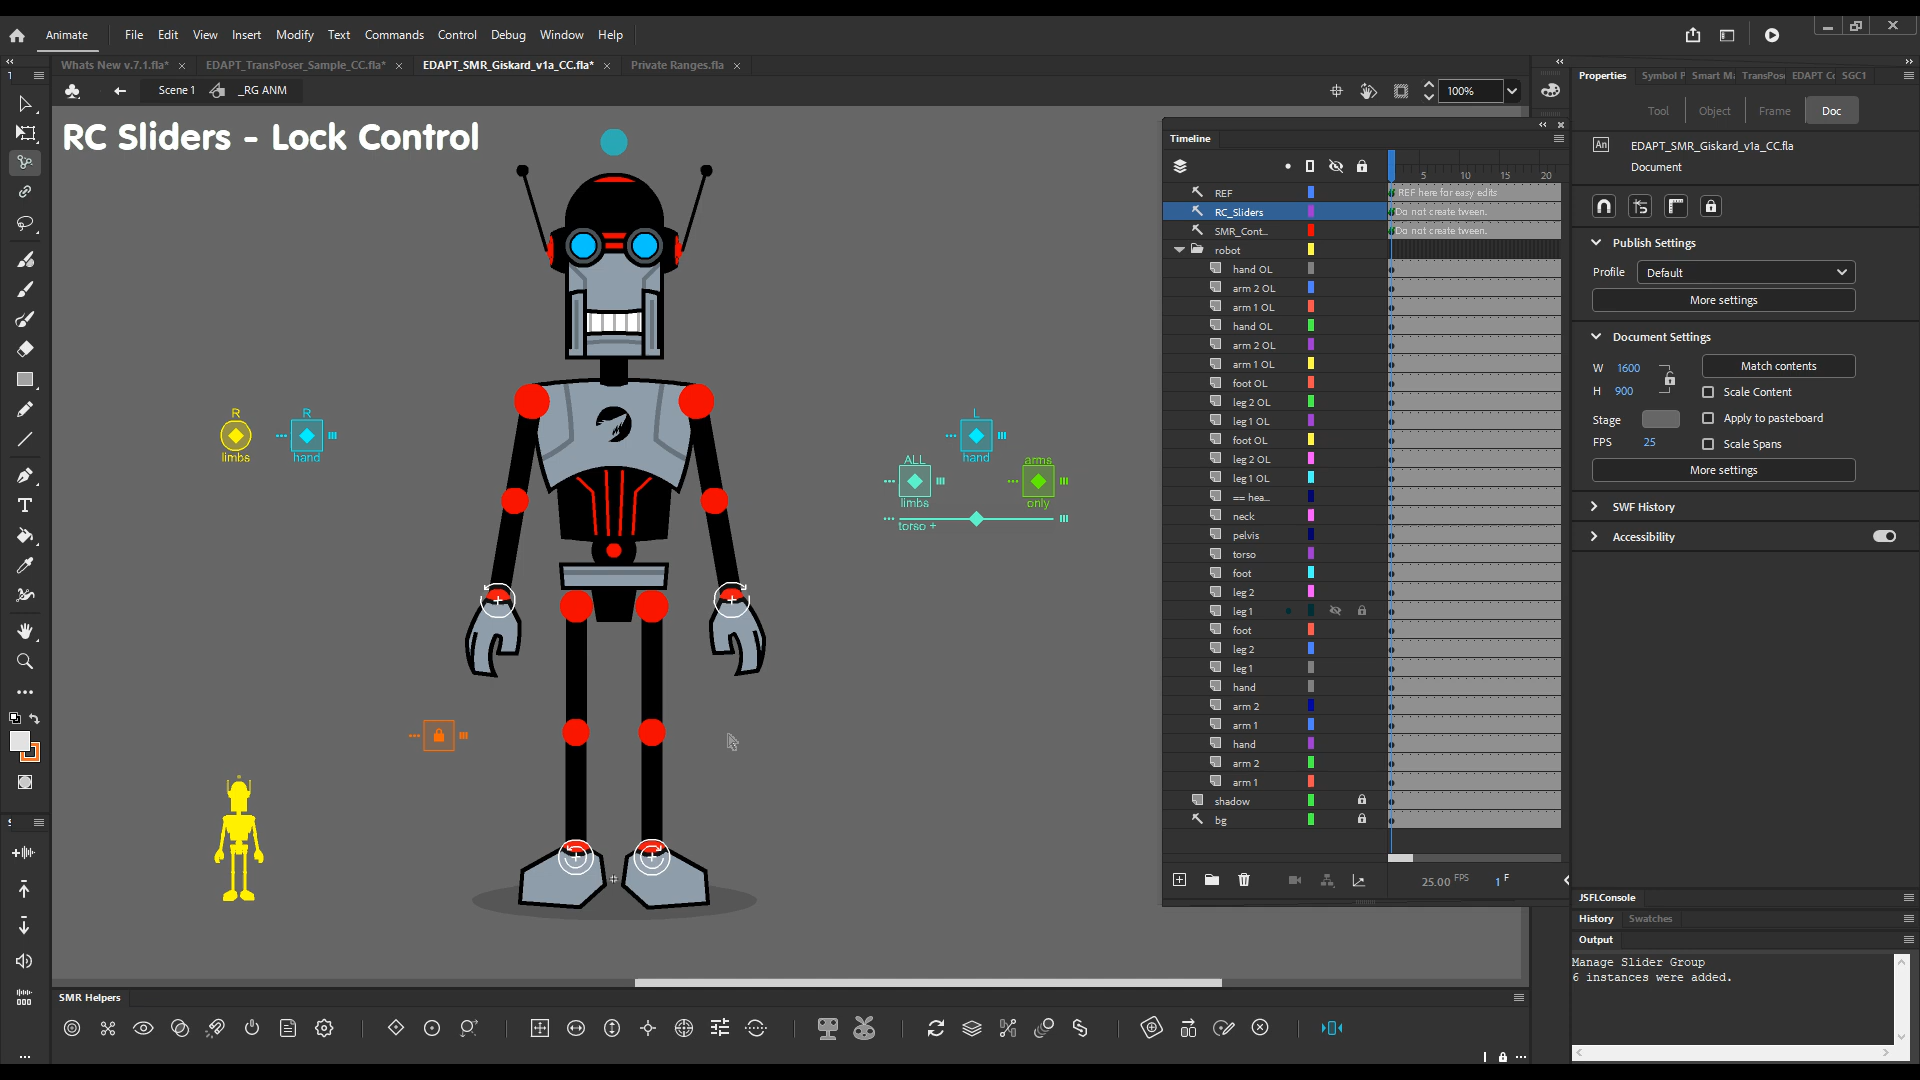 Animate File Edit View Insert Modify Text Commands Control Debug Window Help
Whats New v.7.1.fla* × EDAPT_TransPoser_Sample_CC.fla* × EDAPT_SMR_Giskard_v1a_CC.fla* × Private Ranges.fla ×
Scene 1 _RG ANM 100%
RC Sliders - Lock Control
R
limbs
R
hand
L
hand
ALL
limbs
arms
only
torso +
Timeline
5 10 15 20
REF REF here for easy edits
RC_Sliders Do not create tween.
SMR_Cont... Do not create tween.
robot
hand OL
arm 2 OL
arm 1 OL
hand OL
arm 2 OL
arm 1 OL
foot OL
leg 2 OL
leg 1 OL
foot OL
leg 2 OL
leg 1 OL
== hea...
neck
pelvis
torso
foot
leg 2
leg 1
foot
leg 2
leg 1
hand
arm 2
arm 1
hand
arm 2
arm 1
shadow
bg
25.00 FPS 1 F
Properties Symbol P Smart Ma TransPose EDAPT Co SGC1
Tool Object Frame Doc
An EDAPT_SMR_Giskard_v1a_CC.fla
Document
Publish Settings
Profile Default
More settings
Document Settings
W 1600 Match contents
H 900 Scale Content
Stage Apply to pasteboard
FPS 25 Scale Spans
More settings
SWF History
Accessibility
JSFLConsole
History Swatches
Output
Manage Slider Group
6 instances were added.
SMR Helpers